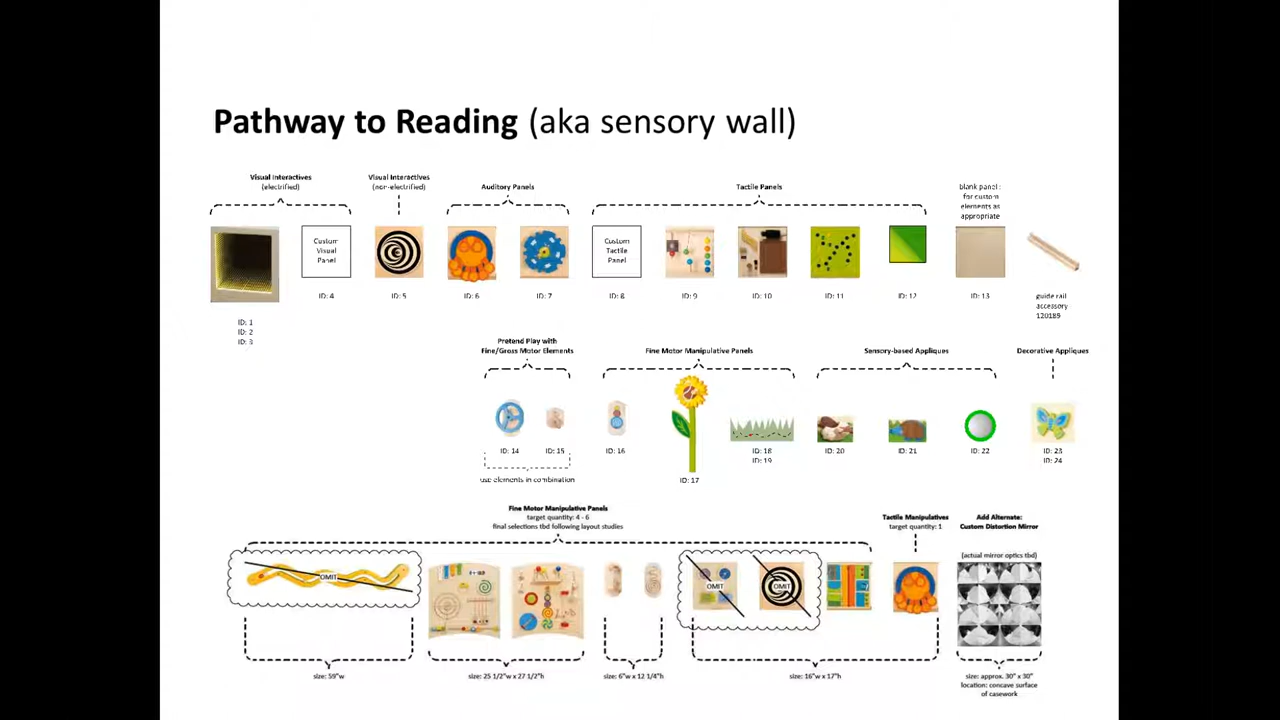 Pathway to Reading (aka sensory wall)
Visual Interactives
(electrified)
Visual Interactives
(non-electrified)
Auditory Panels
Tactile Panels
blank panel :
for custom
elements as
appropriate
Custom
Visual
Panel
Custom
Tactile
Panel
ID: 1
ID: 2
ID: 3
ID: 4
ID: 5
ID: 6
ID: 7
ID: 8
ID: 9
ID: 10
ID: 11
ID: 12
ID: 13
guide rail
accessory
120189
Pretend Play with
Fine/Gross Motor Elements
Fine Motor Manipulative Panels
Sensory-based Appliques
Decorative Appliques
ID: 14
ID: 15
use elements in combination
ID: 16
ID: 17
ID: 18
ID: 19
ID: 20
ID: 21
ID: 22
ID: 23
ID: 24
Fine Motor Manipulative Panels
target quantity: 4 - 6
final selections tbd following layout studies
Tactile Manipulatives
target quantity: 1
Add Alternate:
Custom Distortion Mirror
(actual mirror optics tbd)
OMIT
OMIT
OMIT
size: 59"w
size: 25 1/2"w x 27 1/2"h
size: 6"w x 12 1/4"h
size: 16"w x 17"h
size: approx. 30" x 30"
location: concave surface
of casework